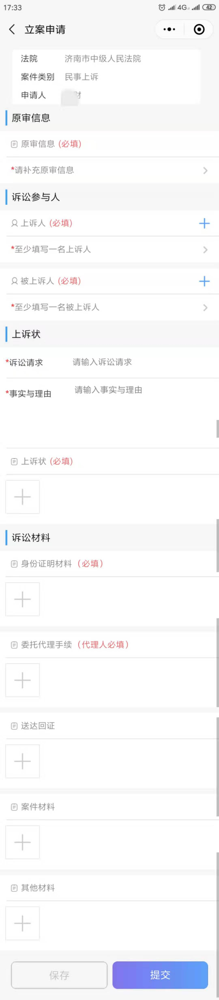 17:33
4G
42
立案申请
法院 济南市中级人民法院
案件类别 民事上诉
申请人 财
原审信息
原审信息 (必填)
*请补充原审信息
诉讼参与人
上诉人 (必填)
*至少填写一名上诉人
被上诉人 (必填)
*至少填写一名被上诉人
上诉状
*诉讼请求 请输入诉讼请求
*事实与理由 请输入事实与理由
上诉状 (必填)
诉讼材料
身份证明材料（必填）
委托代理手续（代理人必填）
送达回证
案件材料
其他材料
保存
提交